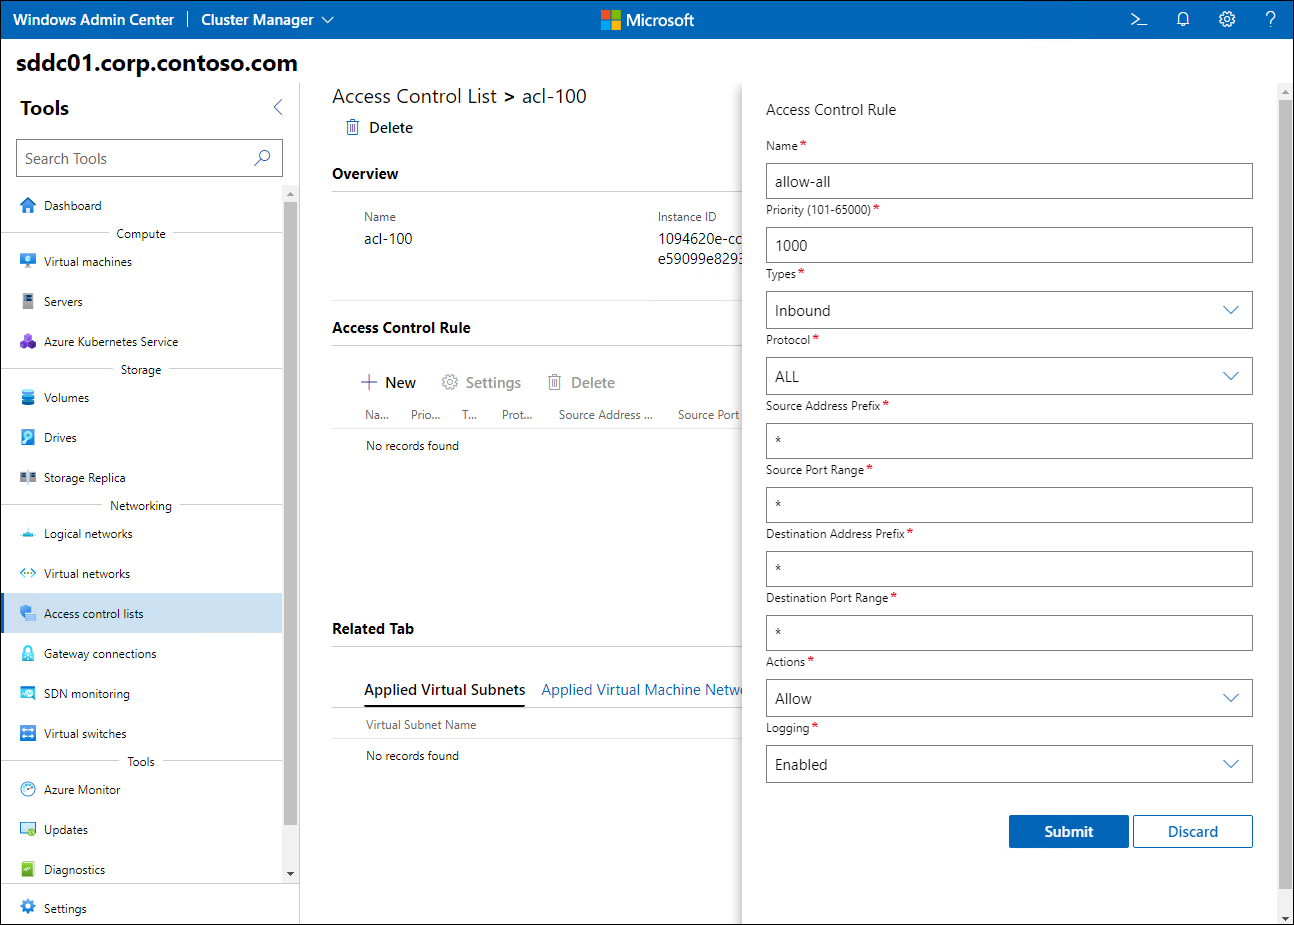 Windows Admin Center | Cluster Manager
Microsoft
sddc01.corp.contoso.com
Tools
Search Tools
Dashboard
Compute
Virtual machines
Servers
Azure Kubernetes Service
Storage
Volumes
Drives
Storage Replica
Networking
Logical networks
Virtual networks
Access control lists
Gateway connections
SDN monitoring
Virtual switches
Tools
Azure Monitor
Updates
Diagnostics
Settings
Access Control List > acl-100
Delete
Overview
Name Instance ID
acl-100 1094620e-cc
e59099e8293
Access Control Rule
New Settings Delete
Na... Prio... T... Prot... Source Address ... Source Port
No records found
Related Tab
Applied Virtual Subnets Applied Virtual Machine Netw
Virtual Subnet Name
No records found
Access Control Rule
Name*
allow-all
Priority (101-65000)*
1000
Types*
Inbound
Protocol*
ALL
Source Address Prefix*
*
Source Port Range*
*
Destination Address Prefix*
*
Destination Port Range*
*
Actions*
Allow
Logging*
Enabled
Submit Discard